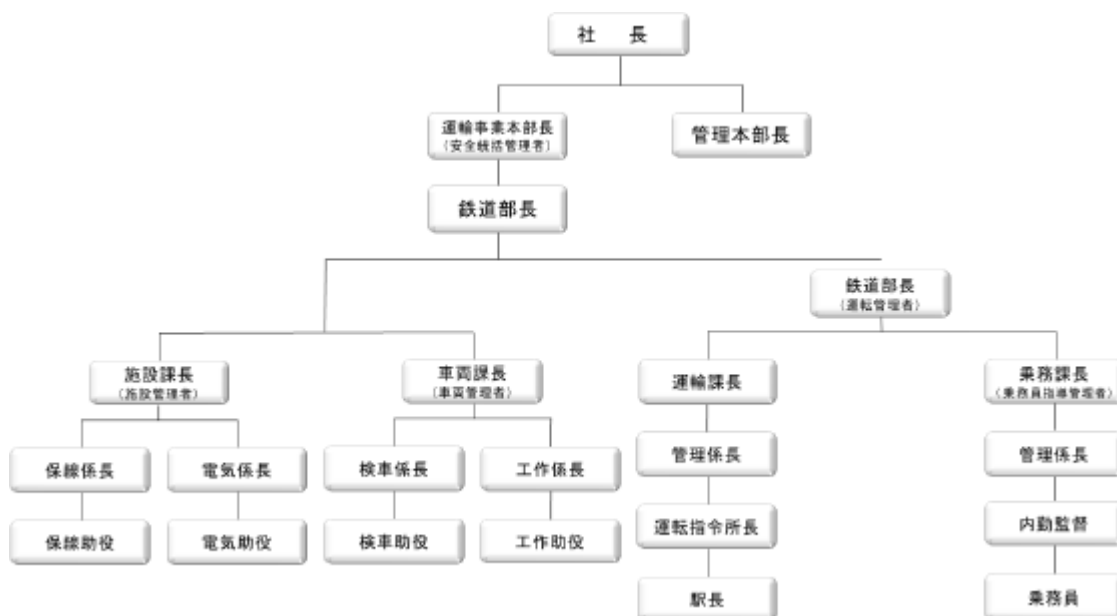 社 長
運輸事業本部長
（安全統括管理者）
管理本部長
鉄道部長
鉄道部長
（運転管理者）
施設課長
（施設管理者）
車両課長
（車両管理者）
運輸課長
乗務課長
（乗務員指導管理者）
保線係長
電気係長
検車係長
工作係長
管理係長
管理係長
保線助役
電気助役
検車助役
工作助役
運転指令所長
内勤監督
駅長
乗務員